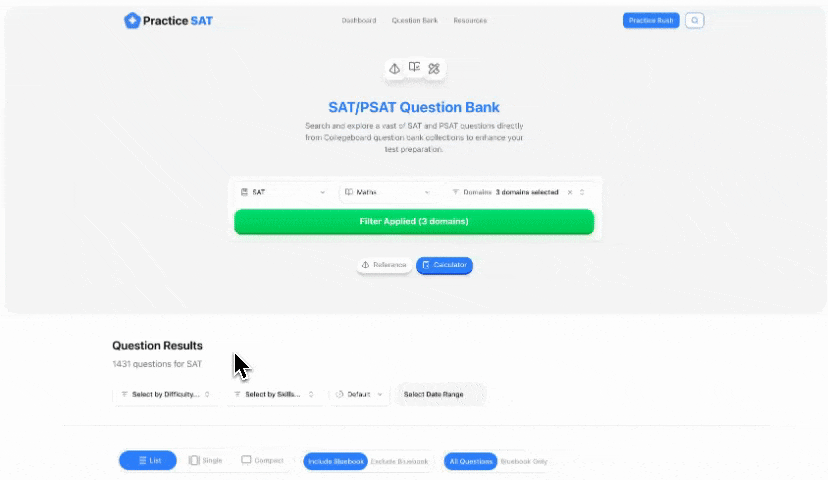 Practice SAT Dashboard Question Bank Resources Practice Rush
SAT/PSAT Question Bank
Search and explore a vast of SAT and PSAT questions directly
from Collegeboard question bank collections to enhance your
test preparation.
SAT Maths Domains 3 domains selected
Filter Applied (3 domains)
Reference Calculator
Question Results
1431 questions for SAT
Select by Difficulty... Select by Skills... Default Select Date Range
List Single Compact Include Bluebook Exclude Bluebook All Questions Bluebook Only